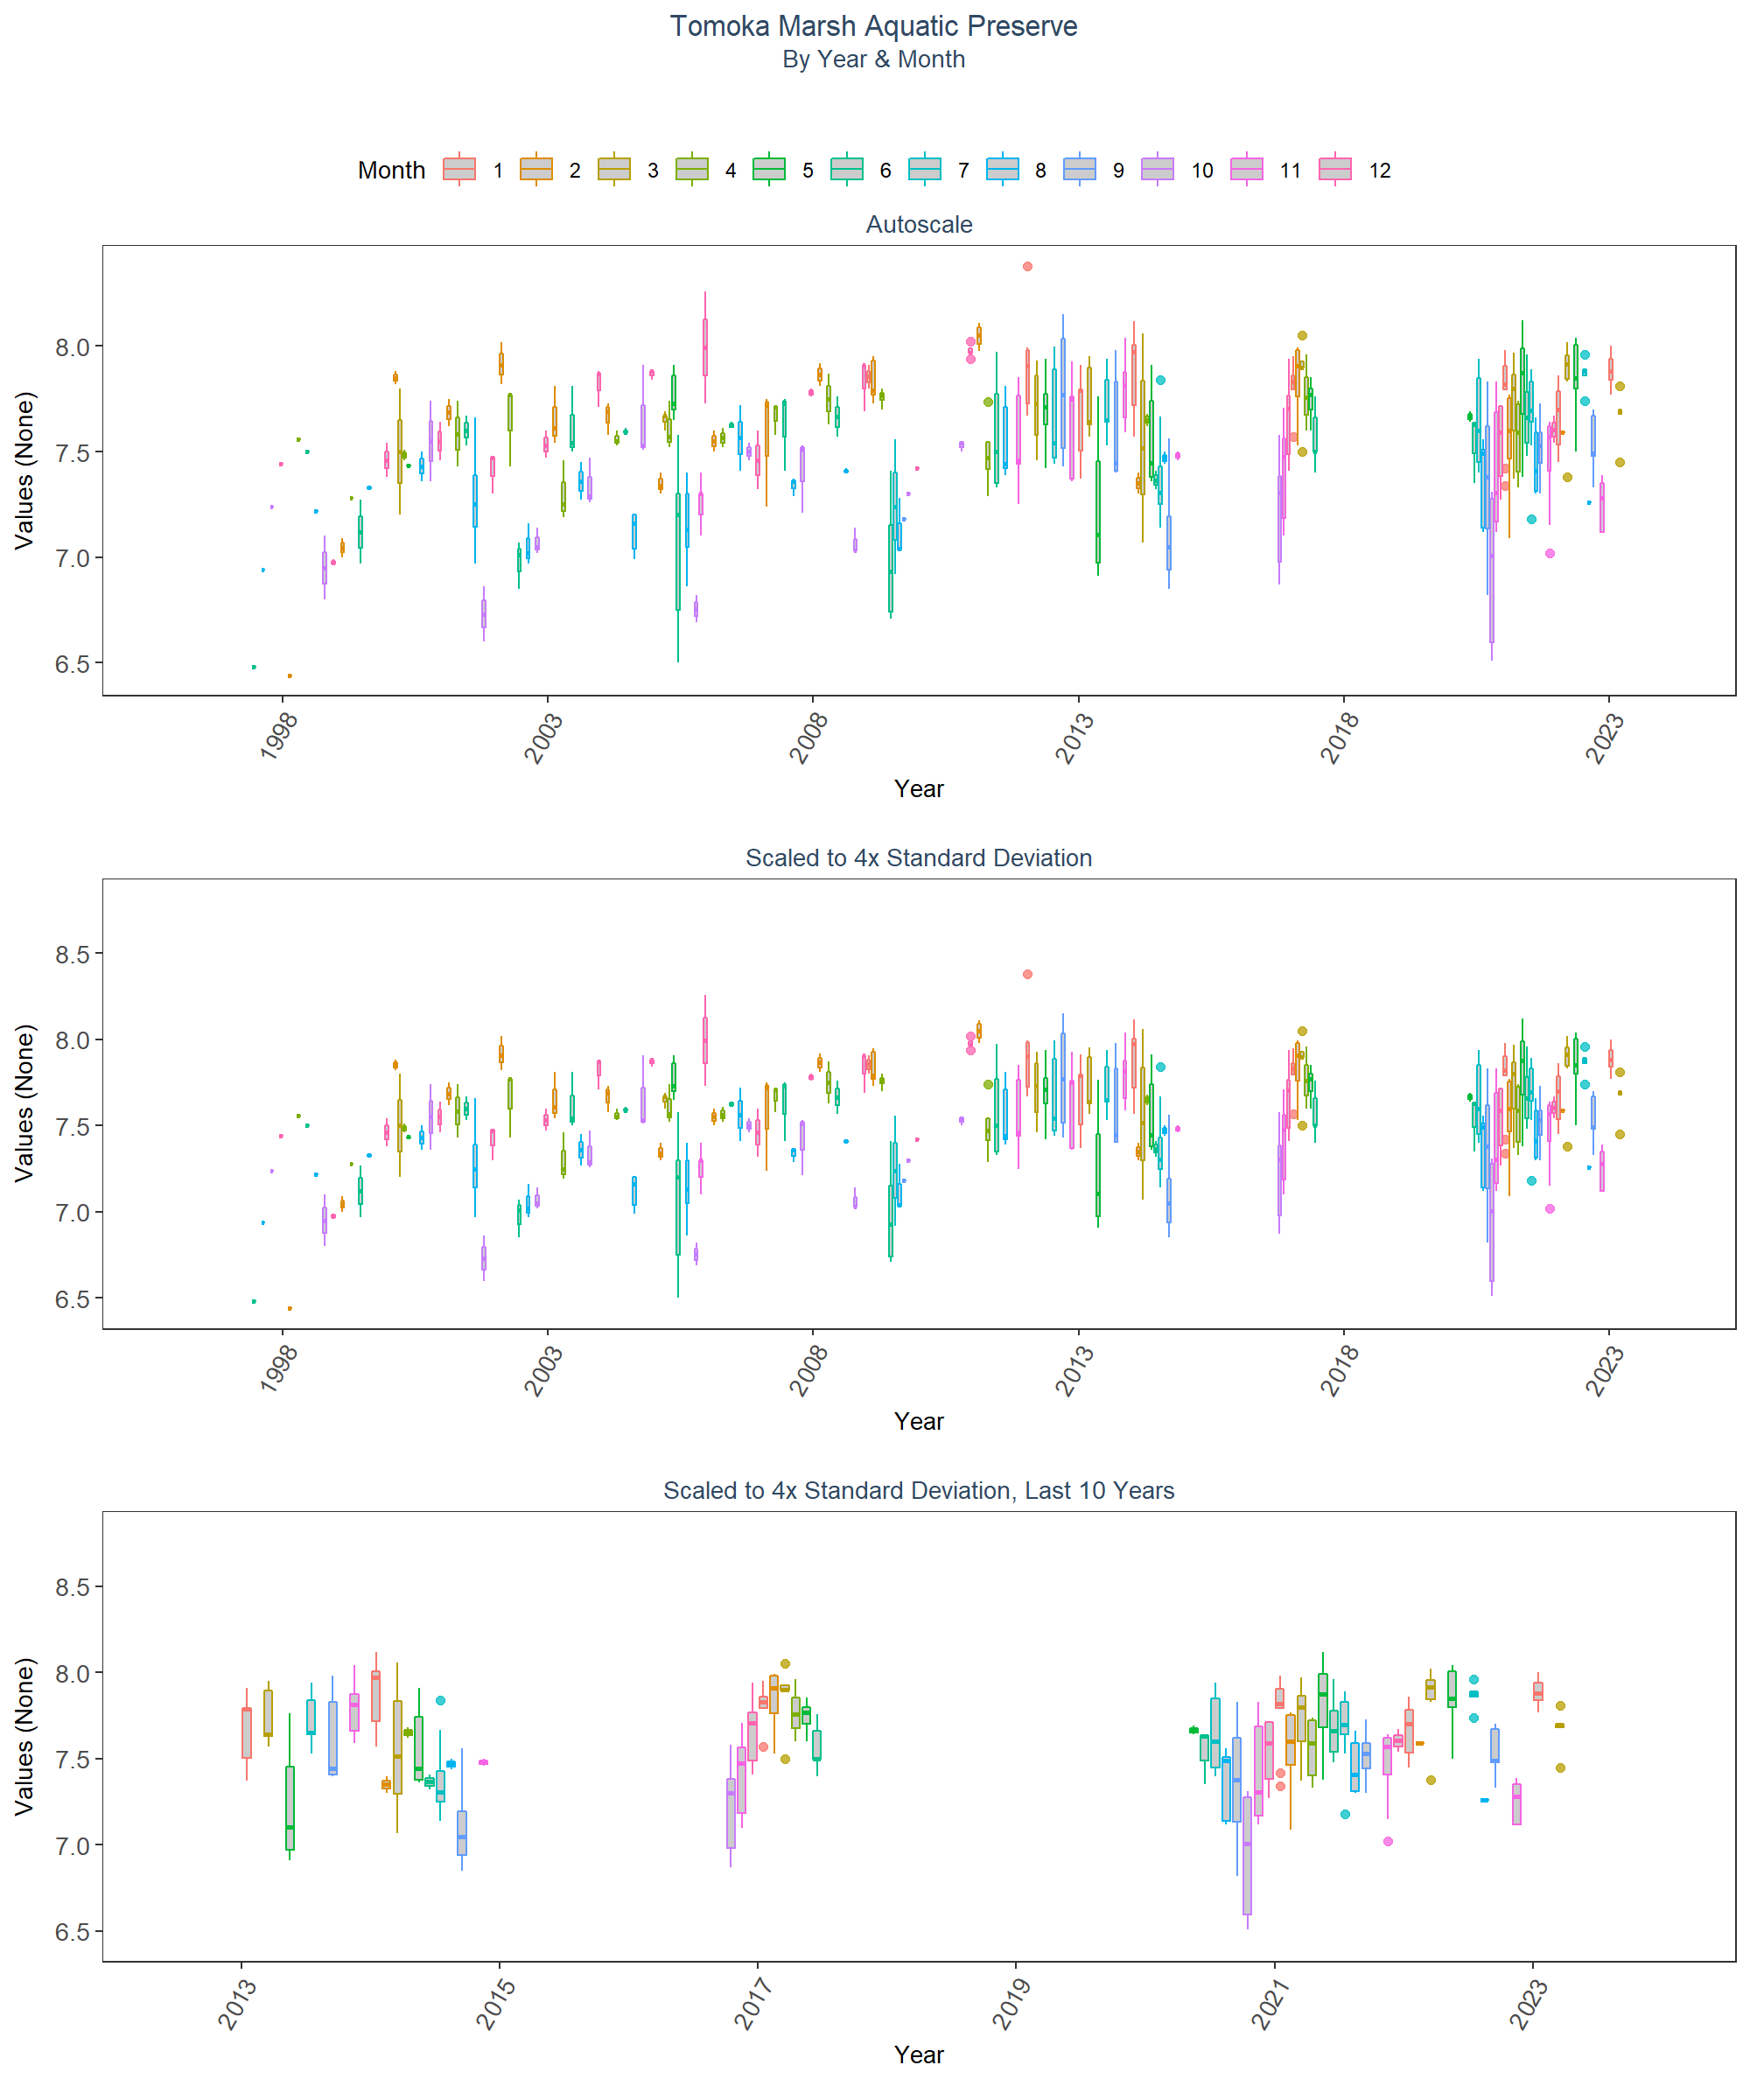 Tomoka Marsh Aquatic Preserve
By Year & Month
Month 1 2 3 4 5 6 7 8 9 10 11 12
Autoscale
Values (None)
8.0
7.5
7.0
6.5
1998 2003 2008 2013 2018 2023
Year
Scaled to 4x Standard Deviation
Values (None)
8.5
8.0
7.5
7.0
6.5
1998 2003 2008 2013 2018 2023
Year
Scaled to 4x Standard Deviation, Last 10 Years
Values (None)
8.5
8.0
7.5
7.0
6.5
2013 2015 2017 2019 2021 2023
Year